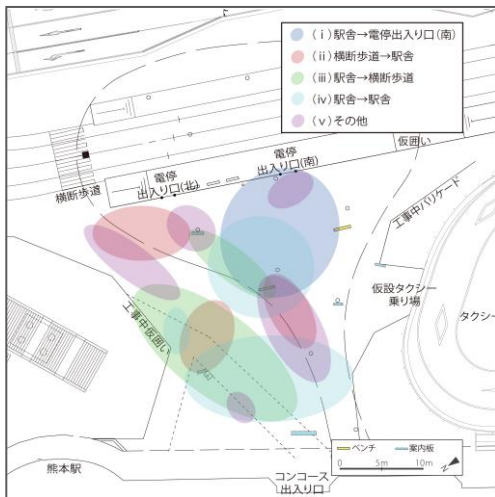 (ⅰ)駅舎→電停出入り口(南)
(ⅱ)横断歩道→駅舎
(ⅲ)駅舎→横断歩道
(ⅳ)駅舎→駅舎
(ⅴ)その他
仮囲い
電停
出入り口(南)
電停
出入り口(北)
横断歩道
工事中バリケード
仮設タクシー
乗り場
タクシー
工事中仮囲い
ベンチ
案内板
0 5m 10m
N
熊本駅
コンコース
出入り口